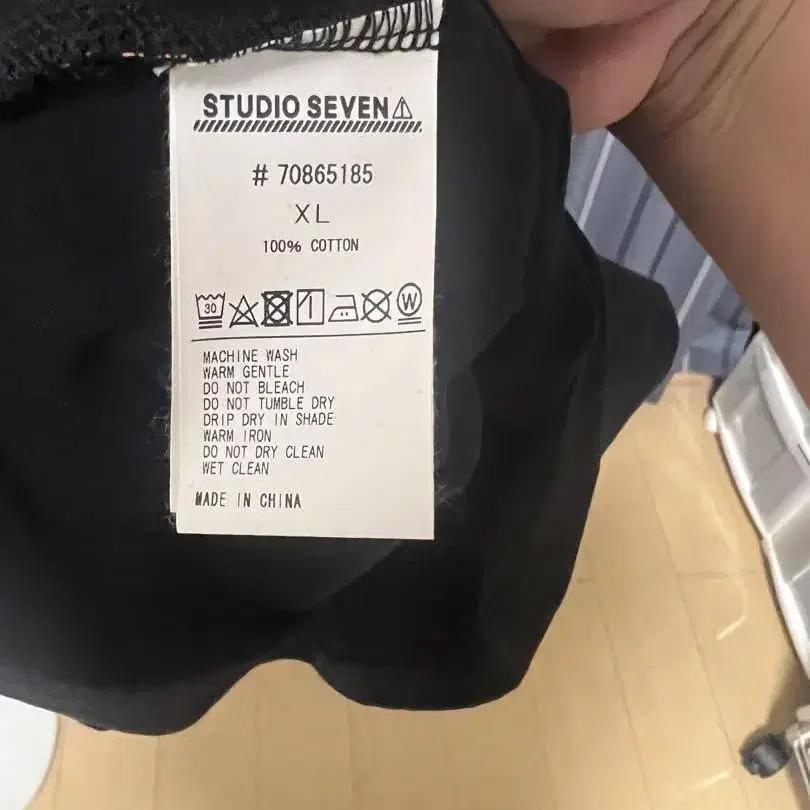 STUDIO SEVEN
# 70865185
XL
100% COTTON
30 W
MACHINE WASH
WARM GENTLE
DO NOT BLEACH
DO NOT TUMBLE DRY
DRIP DRY IN SHADE
WARM IRON
DO NOT DRY CLEAN
WET CLEAN
MADE IN CHINA